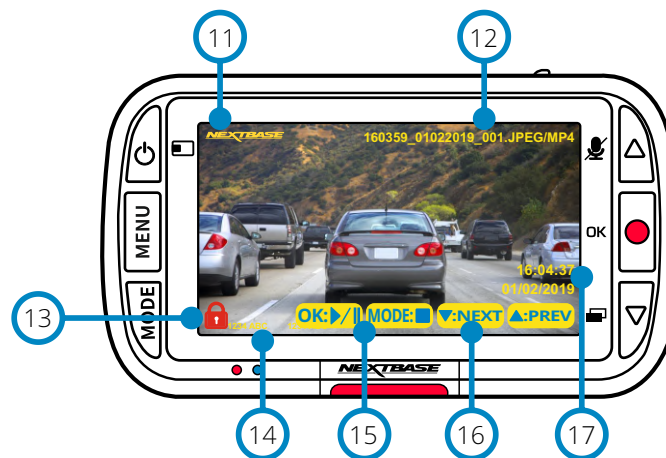 11
12
NEXTBASE
160359_01022019_001.JPEG/MP4
MENU
OK
16:04:37
01/02/2019
MODE
13
OK: ▶/II
MODE: ■
▼:NEXT
▲:PREV
NEXTBASE
14
15
16
17